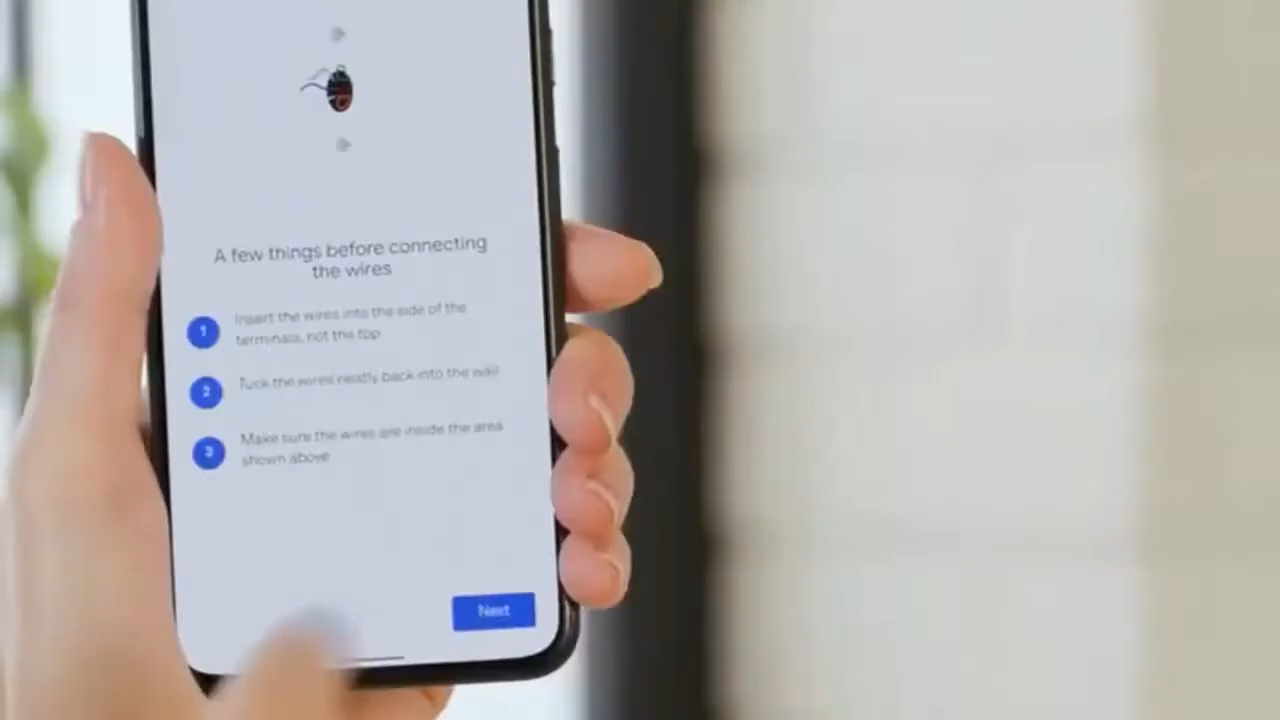 A few things before connecting
the wires
1
Insert the wires into the side of the
terminals, not the top
2
Tuck the wires neatly back into the wall
3
Make sure the wires are inside the area
shown above
Next